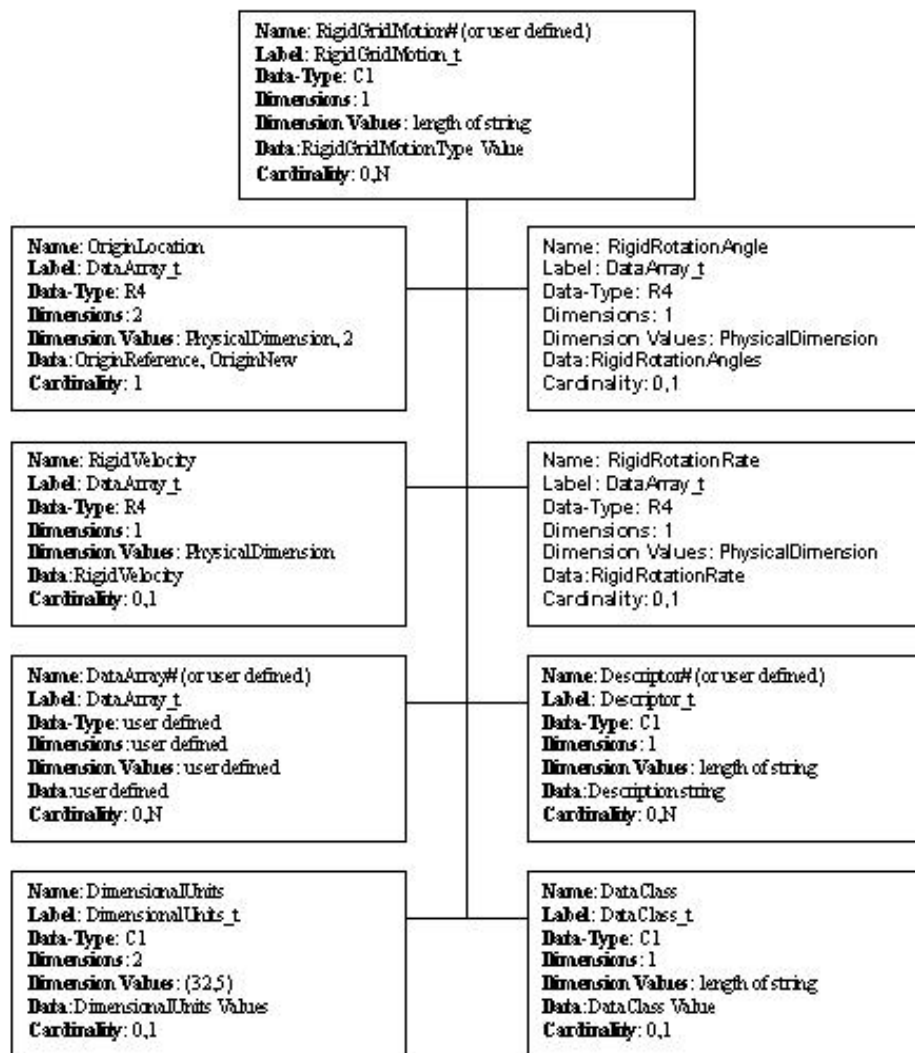 Name: RigidGridMotion# (or user defined)
Label: RigidGridMotion_t
Data-Type: C1
Dimensions: 1
Dimension Values: length of string
Data:RigidGridMotionType Value
Cardinality: 0,N
Name: OriginLocation
Label: DataArray_t
Data-Type: R4
Dimensions: 2
Dimension Values: PhysicalDimension, 2
Data: OriginReference, OriginNew
Cardinality: 1
Name: RigidRotationAngle
Label: DataArray_t
Data-Type: R4
Dimensions: 1
Dimension Values: PhysicalDimension
Data:RigidRotationAngles
Cardinality: 0,1
Name: RigidVelocity
Label: DataArray_t
Data-Type: R4
Dimensions: 1
Dimension Values: PhysicalDimension
Data:RigidVelocity
Cardinality: 0,1
Name: RigidRotationRate
Label: DataArray_t
Data-Type: R4
Dimensions: 1
Dimension Values: PhysicalDimension
Data:RigidRotationRate
Cardinality: 0,1
Name: DataArray# (or user defined)
Label: DataArray_t
Data-Type: user defined
Dimensions: user defined
Dimension Values: user defined
Data:user defined
Cardinality: 0,N
Name: Descriptor# (or user defined)
Label: Descriptor_t
Data-Type: C1
Dimensions: 1
Dimension Values: length of string
Data:Description string
Cardinality: 0,N
Name: DimensionalUnits
Label: DimensionalUnits_t
Data-Type: C1
Dimensions: 2
Dimension Values: (32,5)
Data:DimensionalUnits Values
Cardinality: 0,1
Name: DataClass
Label: DataClass_t
Data-Type: C1
Dimensions: 1
Dimension Values: length of string
Data:DataClass Value
Cardinality: 0,1